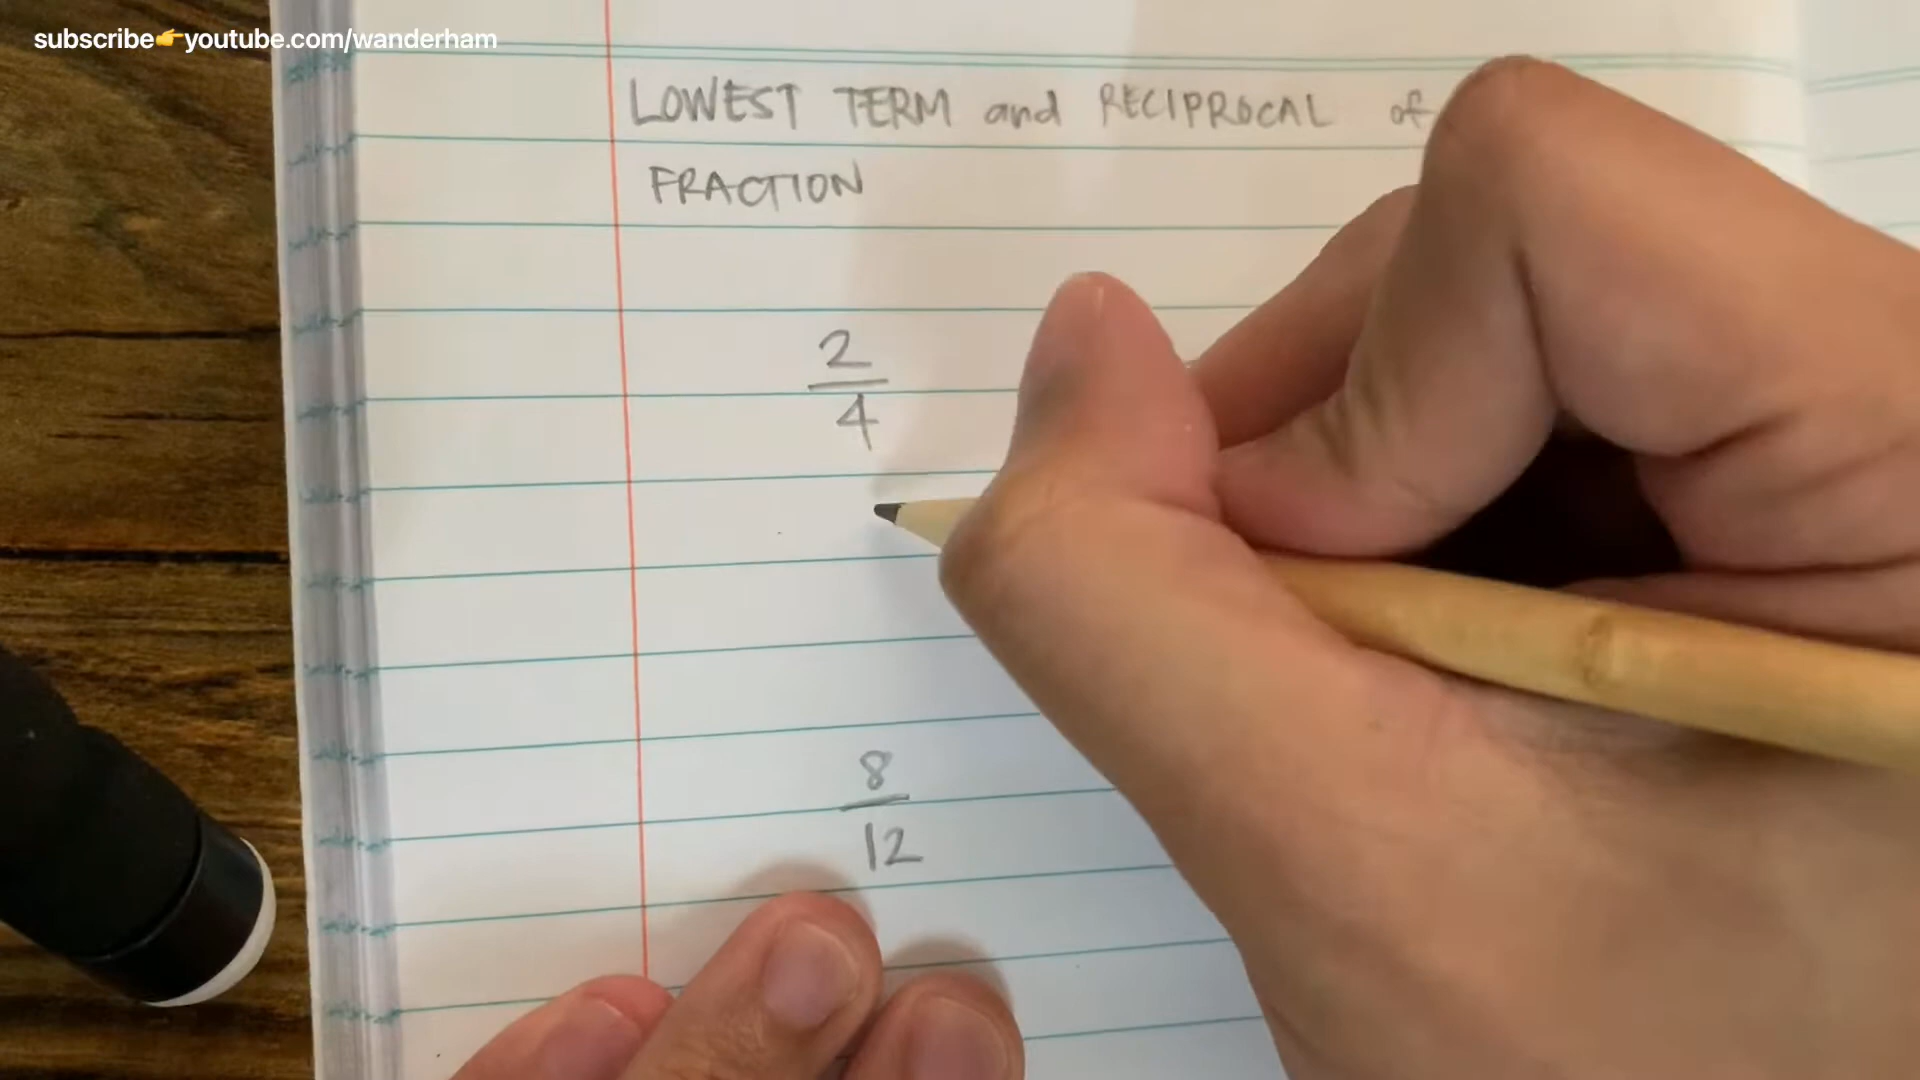 subscribe👉youtube.com/wanderham
LOWEST TERM and RECIPROCAL of
FRACTION
2
4
8
12